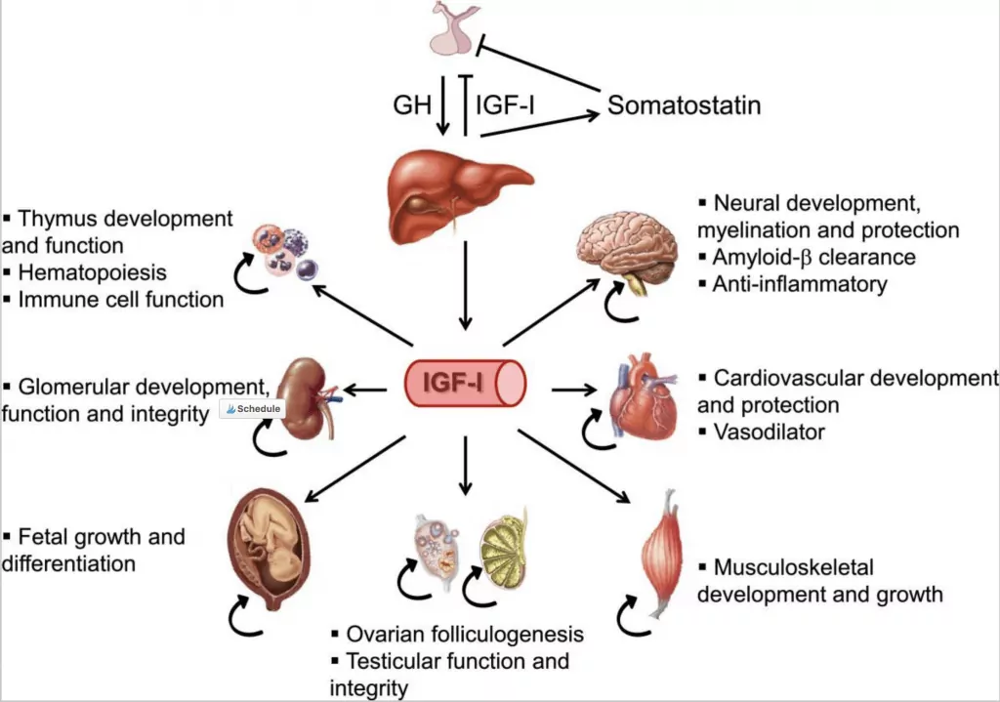 GH
IGF-I
Somatostatin
▪ Thymus development
and function
▪ Hematopoiesis
▪ Immune cell function
▪ Neural development,
myelination and protection
▪ Amyloid-β clearance
▪ Anti-inflammatory
▪ Glomerular development,
function and integrity
Schedule
IGF-I
▪ Cardiovascular development
and protection
▪ Vasodilator
▪ Fetal growth and
differentiation
▪ Ovarian folliculogenesis
▪ Testicular function and
integrity
▪ Musculoskeletal
development and growth